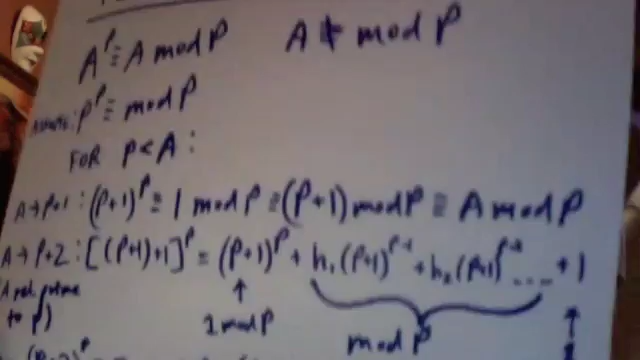 A^P ≡ A mod P    A mod P
P^P ≡ mod P
FOR P<A:
A→P+1: (P+1)^P ≡ 1 mod P ≡ (P+1) mod P ≡ A mod P
A→P+2: [(P+1)+1]^P = (P+1)^P + h₁(P+1)^P-1 + h₂(P+1)^P-2 .... +1
A rel. prime
to P)
↑ ↑
1 mod P    mod P